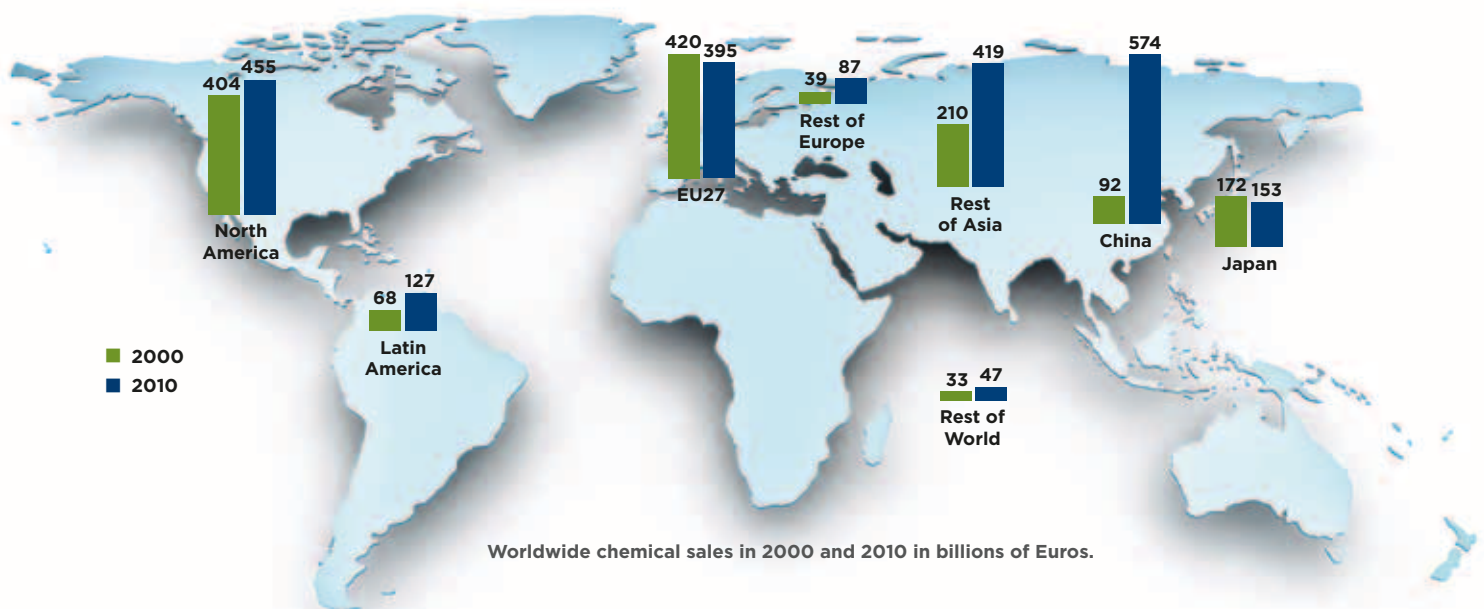 404 455
North
America
68 127
Latin
America
2000
2010
420 395
EU27
39 87
Rest of
Europe
210 419
Rest
of Asia
92 574
China
172 153
Japan
33 47
Rest of
World
Worldwide chemical sales in 2000 and 2010 in billions of Euros.